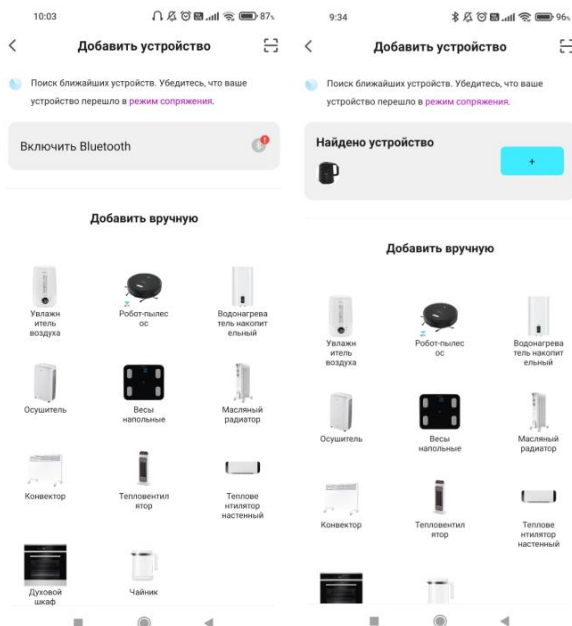 10:03
87%
Добавить устройство
Поиск ближайших устройств. Убедитесь, что ваше
устройство перешло в режим сопряжения.
Включить Bluetooth
Добавить вручную
Увлажн
итель
воздуха
Робот-пылес
ос
Водонагрева
тель накопит
ельный
Осушитель
Весы
напольные
Масляный
радиатор
Конвектор
Тепловентил
ятор
Теплове
нтилятор
настенный
Духовой
шкаф
Чайник
9:34
96%
Добавить устройство
Поиск ближайших устройств. Убедитесь, что ваше
устройство перешло в режим сопряжения.
Найдено устройство
+
Добавить вручную
Увлажн
итель
воздуха
Робот-пылес
ос
Водонагрева
тель накопит
ельный
Осушитель
Весы
напольные
Масляный
радиатор
Конвектор
Тепловентил
ятор
Теплове
нтилятор
настенный